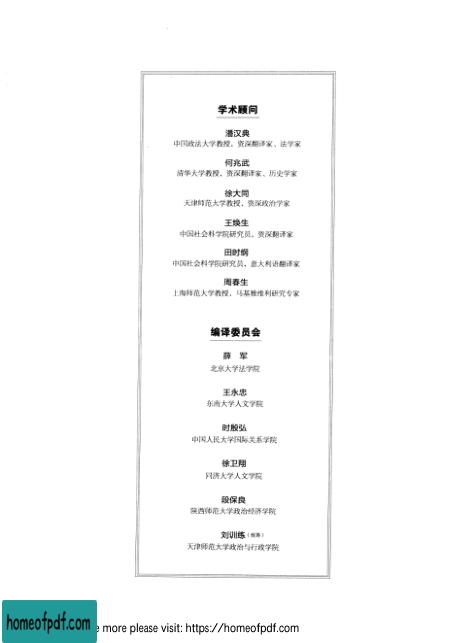 学术顾问
潘汉典
中国政法大学教授，资深翻译家、法学家
何兆武
清华大学教授，资深翻译家、历史学家
徐大同
天津师范大学教授，资深政治学家
王焕生
中国社会科学院研究员，资深翻译家
田时纲
中国社会科学院研究员，意大利语翻译家
周春生
上海师范大学教授，马基雅维利研究专家
编译委员会
薛 军
北京大学法学院
王永忠
东南大学人文学院
时殷弘
中国人民大学国际关系学院
徐卫翔
同济大学人文学院
段保良
陕西师范大学政治经济学院
刘训练
天津师范大学政治与行政学院
homeofpdf.com
e more please visit: https://homeofpdf.com